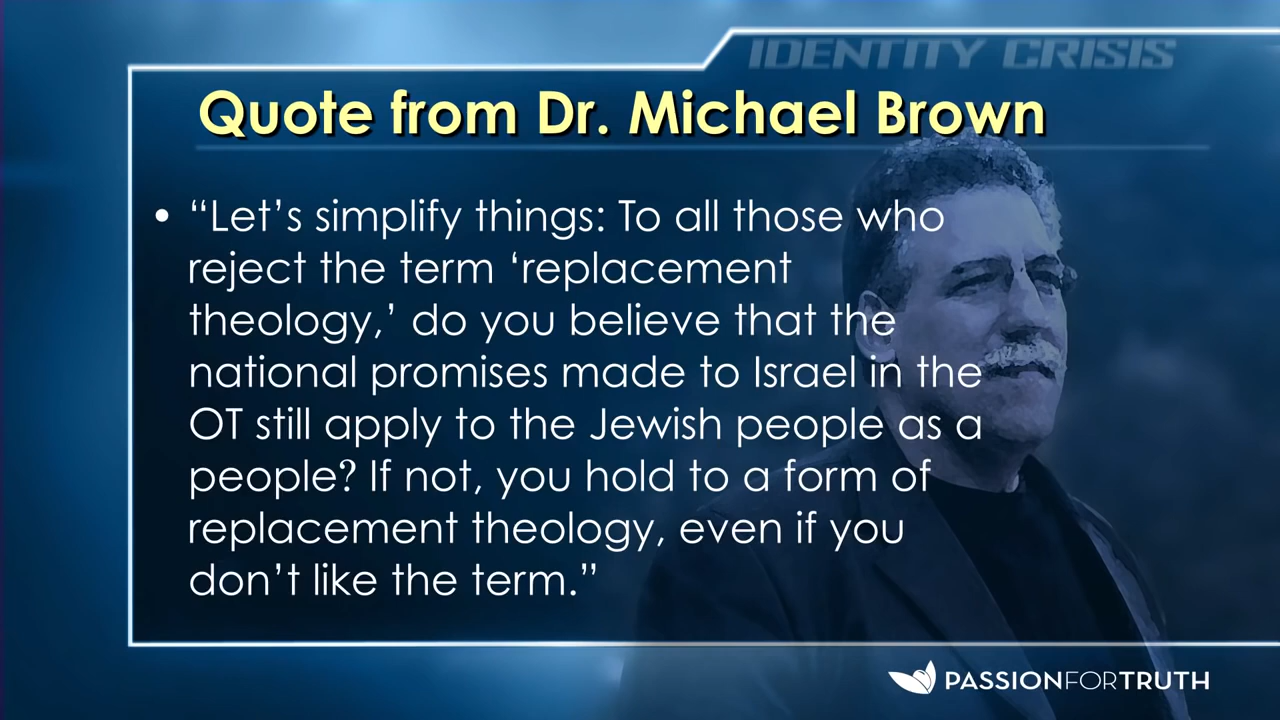 IDENTITY CRISIS
Quote from Dr. Michael Brown
• “Let’s simplify things: To all those who
reject the term ‘replacement
theology,’ do you believe that the
national promises made to Israel in the
OT still apply to the Jewish people as a
people? If not, you hold to a form of
replacement theology, even if you
don’t like the term.”
PASSIONFORTRUTH